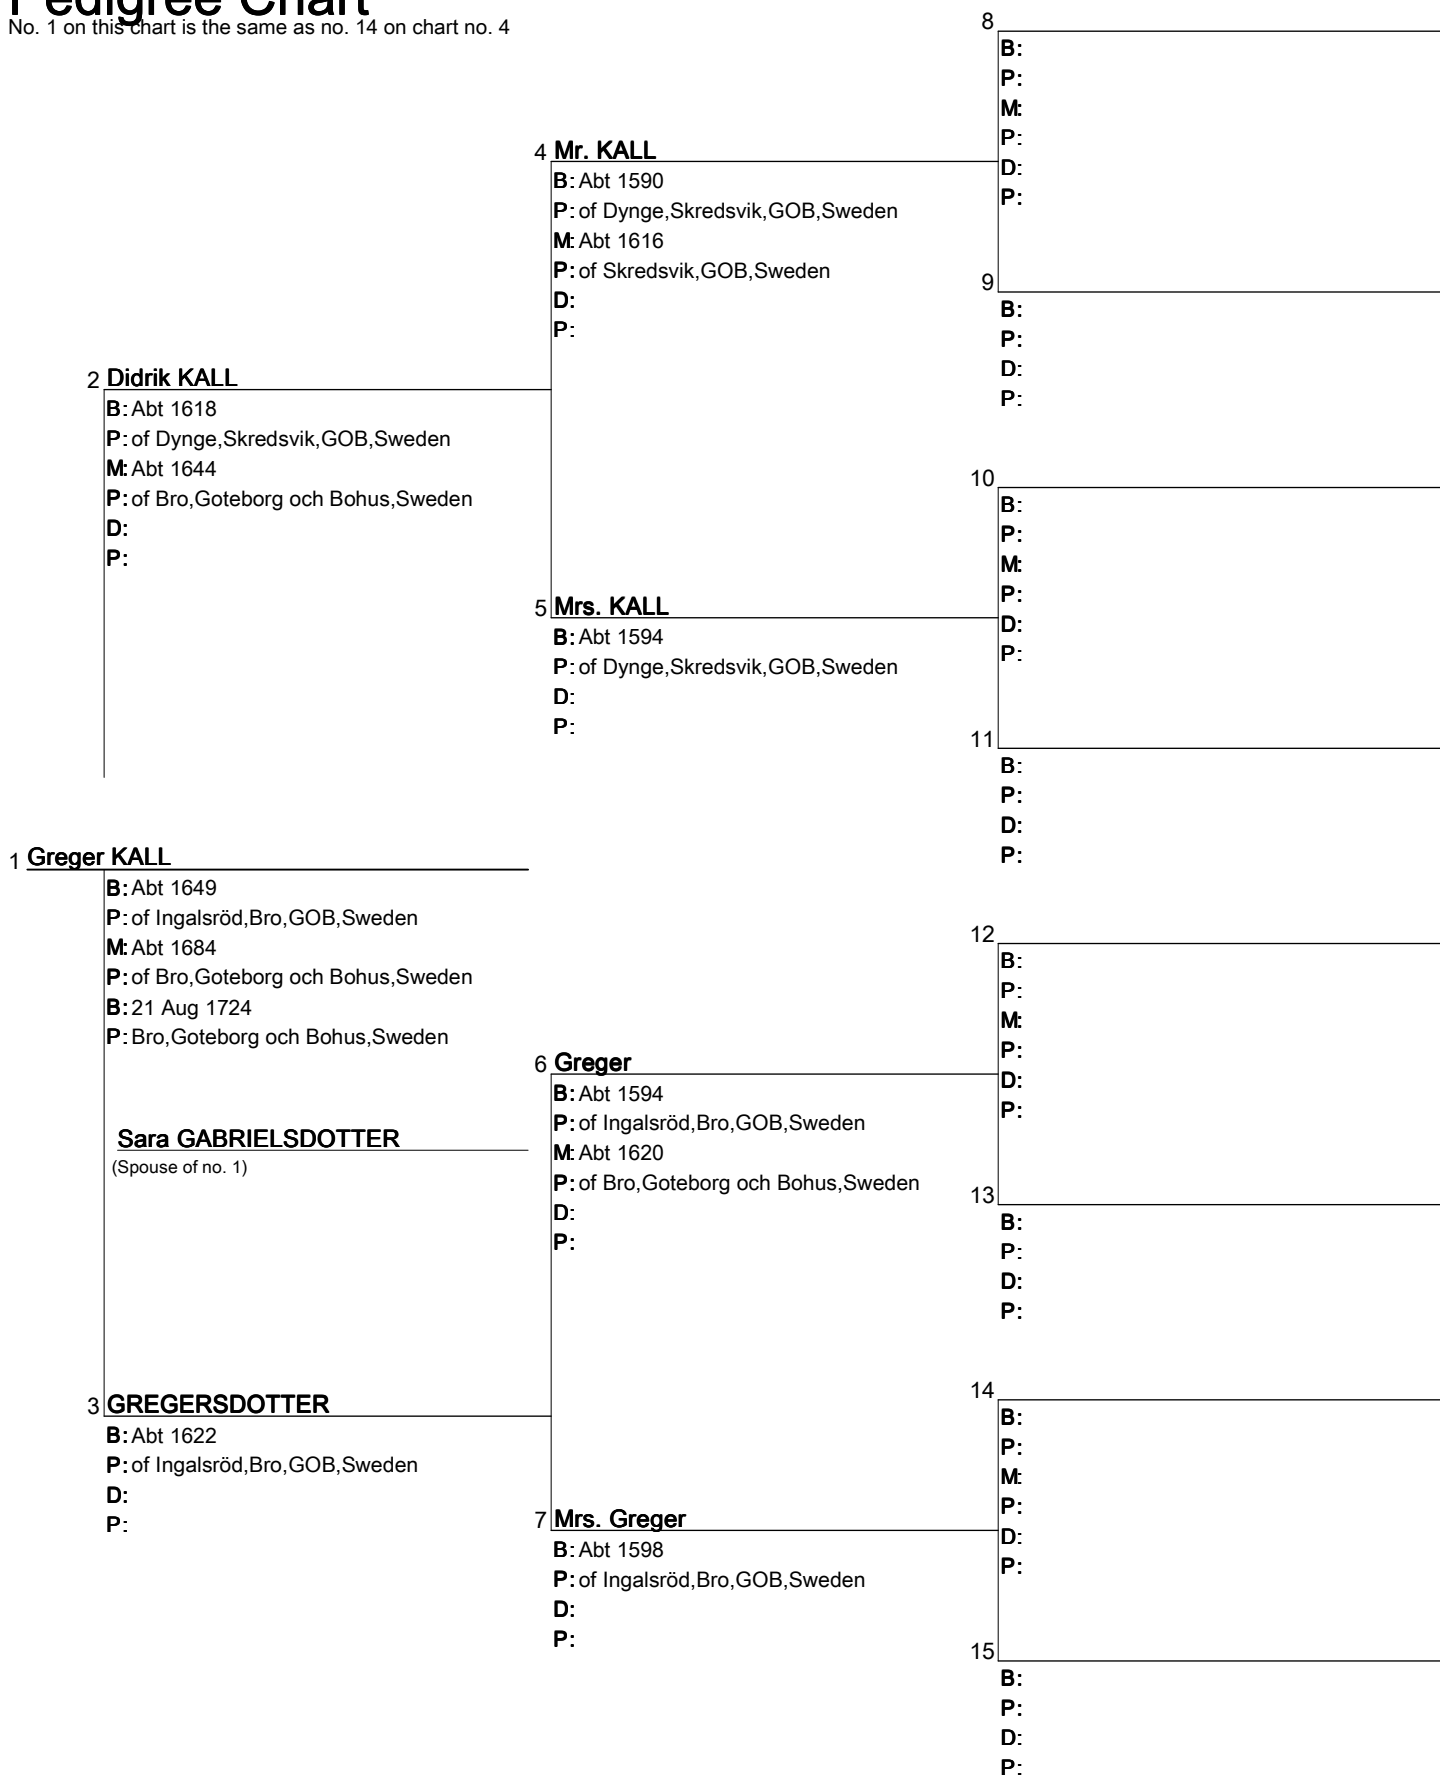 Pedigree Chart
No. 1 on this chart is the same as no. 14 on chart no. 4
8
B:
P:
M:
P:
D:
P:
4 Mr. KALL
B: Abt 1590
P: of Dynge,Skredsvik,GOB,Sweden
M: Abt 1616
P: of Skredsvik,GOB,Sweden
D:
P:
9
B:
P:
D:
P:
2 Didrik KALL
B: Abt 1618
P: of Dynge,Skredsvik,GOB,Sweden
M: Abt 1644
P: of Bro,Goteborg och Bohus,Sweden
D:
P:
10
B:
P:
M:
P:
D:
P:
5 Mrs. KALL
B: Abt 1594
P: of Dynge,Skredsvik,GOB,Sweden
D:
P:
11
B:
P:
D:
P:
1 Greger KALL
B: Abt 1649
P: of Ingalsröd,Bro,GOB,Sweden
M: Abt 1684
P: of Bro,Goteborg och Bohus,Sweden
B: 21 Aug 1724
P: Bro,Goteborg och Bohus,Sweden
Sara GABRIELSDOTTER
(Spouse of no. 1)
12
B:
P:
M:
P:
D:
P:
6 Greger
B: Abt 1594
P: of Ingalsröd,Bro,GOB,Sweden
M: Abt 1620
P: of Bro,Goteborg och Bohus,Sweden
D:
P:
13
B:
P:
D:
P:
3 GREGERSDOTTER
B: Abt 1622
P: of Ingalsröd,Bro,GOB,Sweden
D:
P:
14
B:
P:
M:
P:
D:
P:
7 Mrs. Greger
B: Abt 1598
P: of Ingalsröd,Bro,GOB,Sweden
D:
P:
15
B:
P:
D:
P: